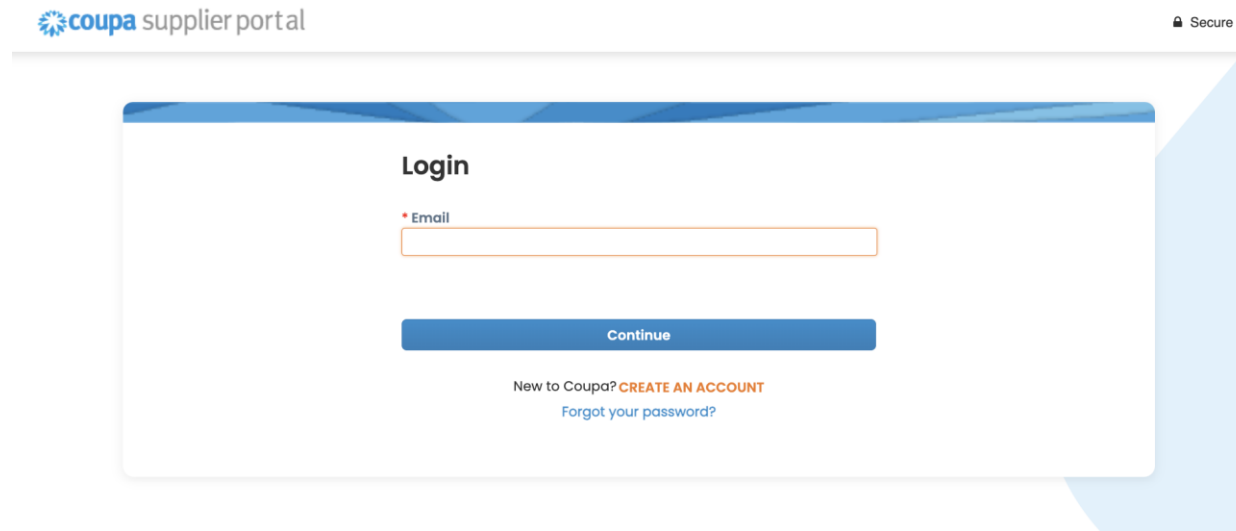 coupa supplier portal
Secure
Login
* Email
Continue
New to Coupa? CREATE AN ACCOUNT
Forgot your password?